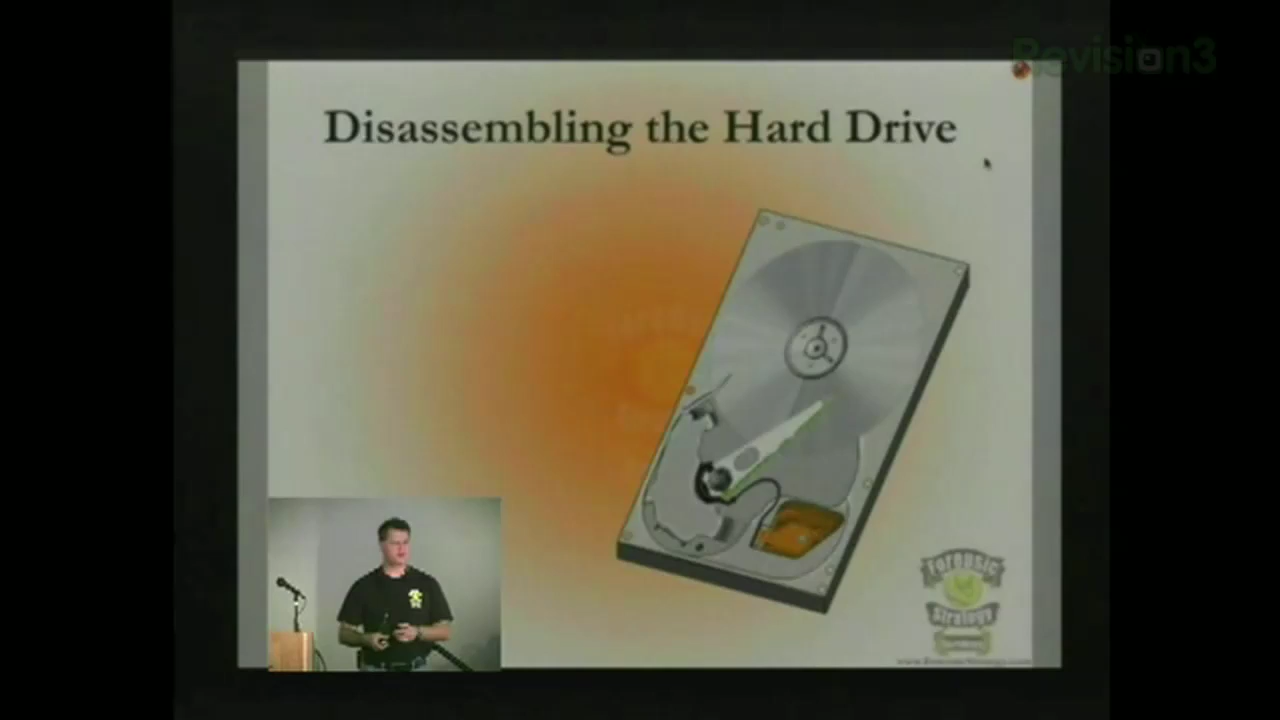 Revision3
Disassembling the Hard Drive
Forensic
Strategy